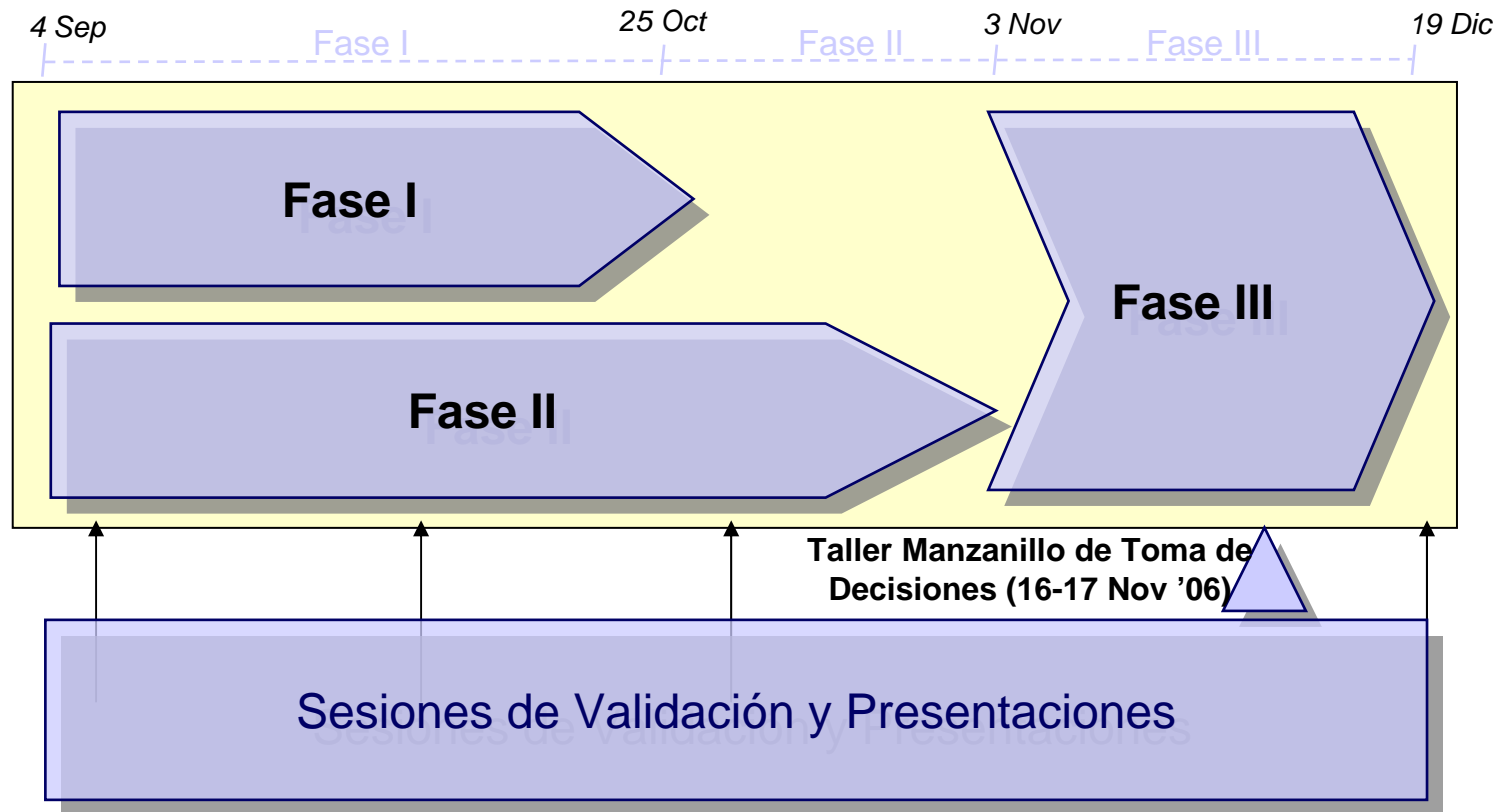 4 Sep
25 Oct
3 Nov
19 Dic
Fase I
Fase II
Fase III
Fase I
Fase III
Fase II
Taller Manzanillo de Toma de
Decisiones (16-17 Nov ’06)
Sesiones de Validación y Presentaciones